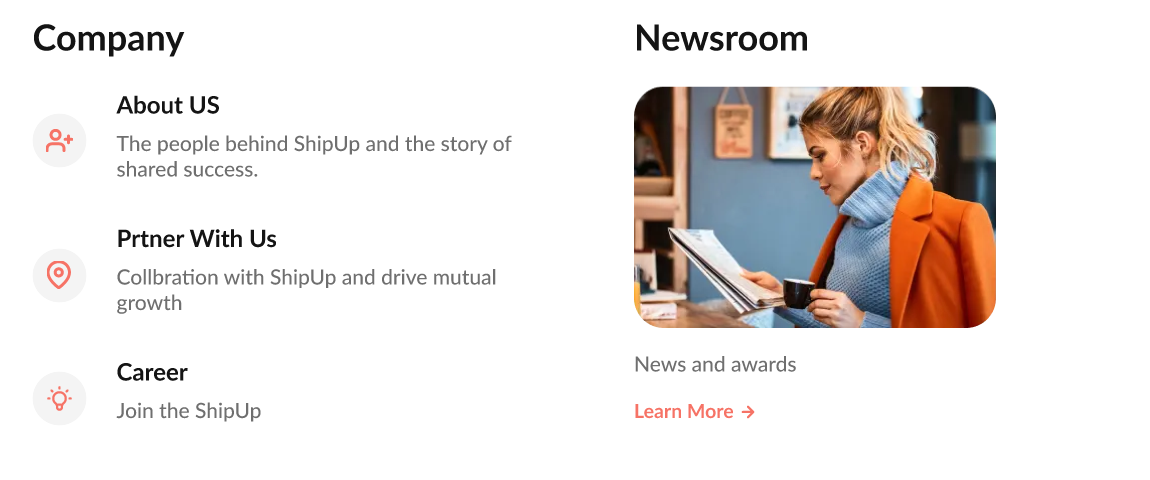 Company
About US
The people behind ShipUp and the story of
shared success.
Prtner With Us
Collbration with ShipUp and drive mutual
growth
Career
Join the ShipUp
Newsroom
COFFEE
News and awards
Learn More →